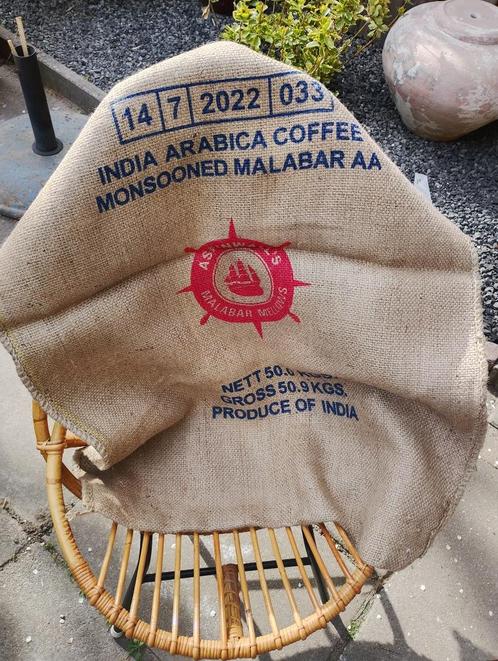 14 7 2022 033
INDIA ARABICA COFFEE
MONSOONED MALABAR AA
ASPINWALL'S
MALABAR
NETT 50.0 KGS.
GROSS 50.9 KGS.
PRODUCE OF INDIA